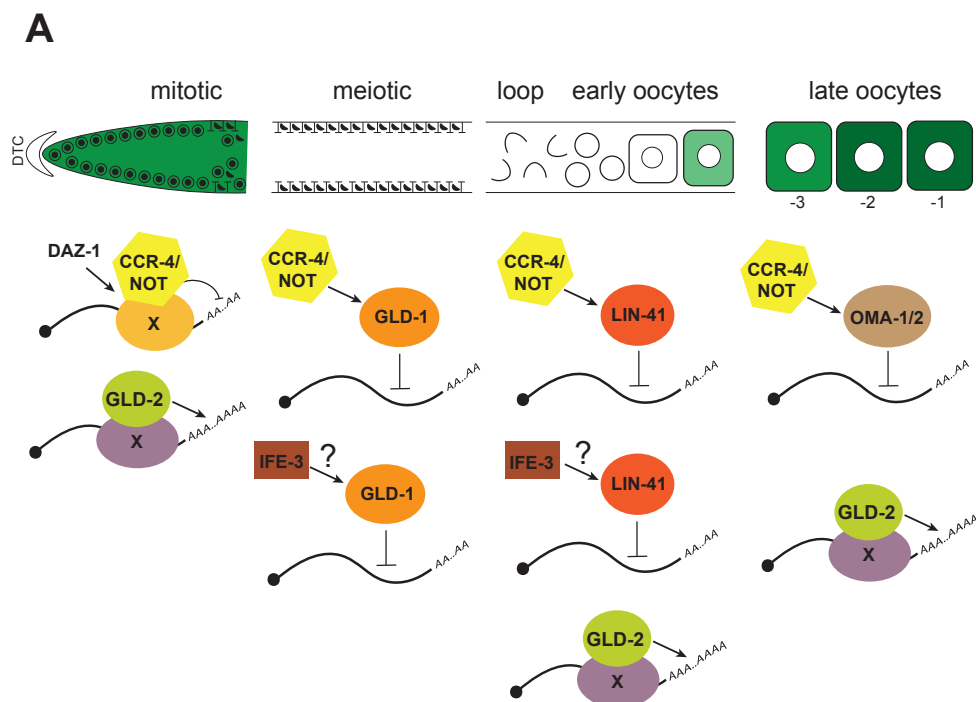 A
mitotic
meiotic
loop
early oocytes
late oocytes
DTC
-3
-2
-1
DAZ-1
CCR-4/
NOT
X
AA..AA
CCR-4/
NOT
GLD-1
AA..AA
CCR-4/
NOT
LIN-41
AA..AA
CCR-4/
NOT
OMA-1/2
AA..AA
GLD-2
X
AAA..AAAA
IFE-3
?
GLD-1
AA..AA
IFE-3
?
LIN-41
AA..AA
GLD-2
X
AAA..AAAA
GLD-2
X
AAA..AAAA